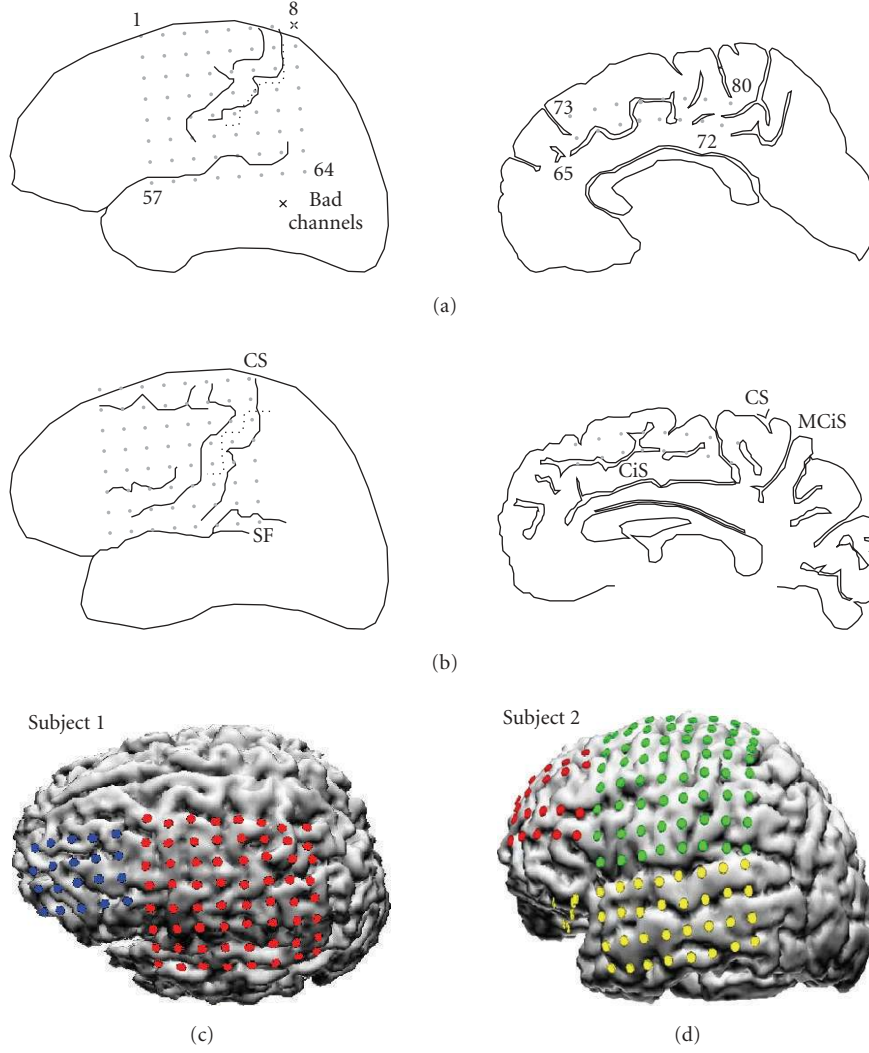 1
8
57
64
× Bad
channels
73
80
65
72
(a)
CS
SF
CS
MCiS
CiS
(b)
Subject 1
Subject 2
(c)
(d)